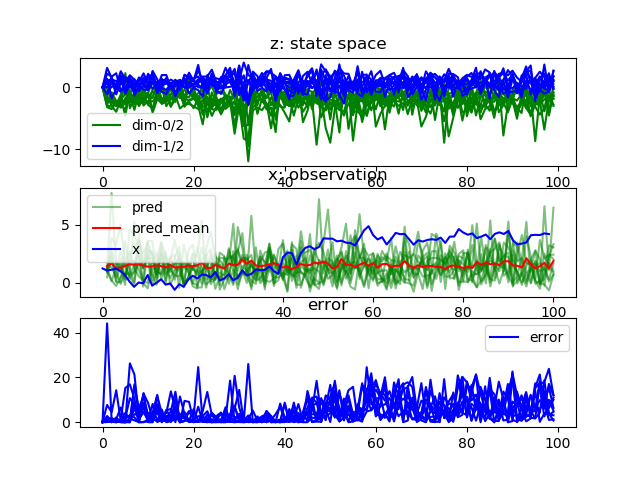 z: state space
0
−10
dim-0/2
dim-1/2
0 20 40 60 80 100
x: observation
5
0
pred
pred_mean
x
0 20 40 60 80 100
error
40
20
0
error
0 20 40 60 80 100